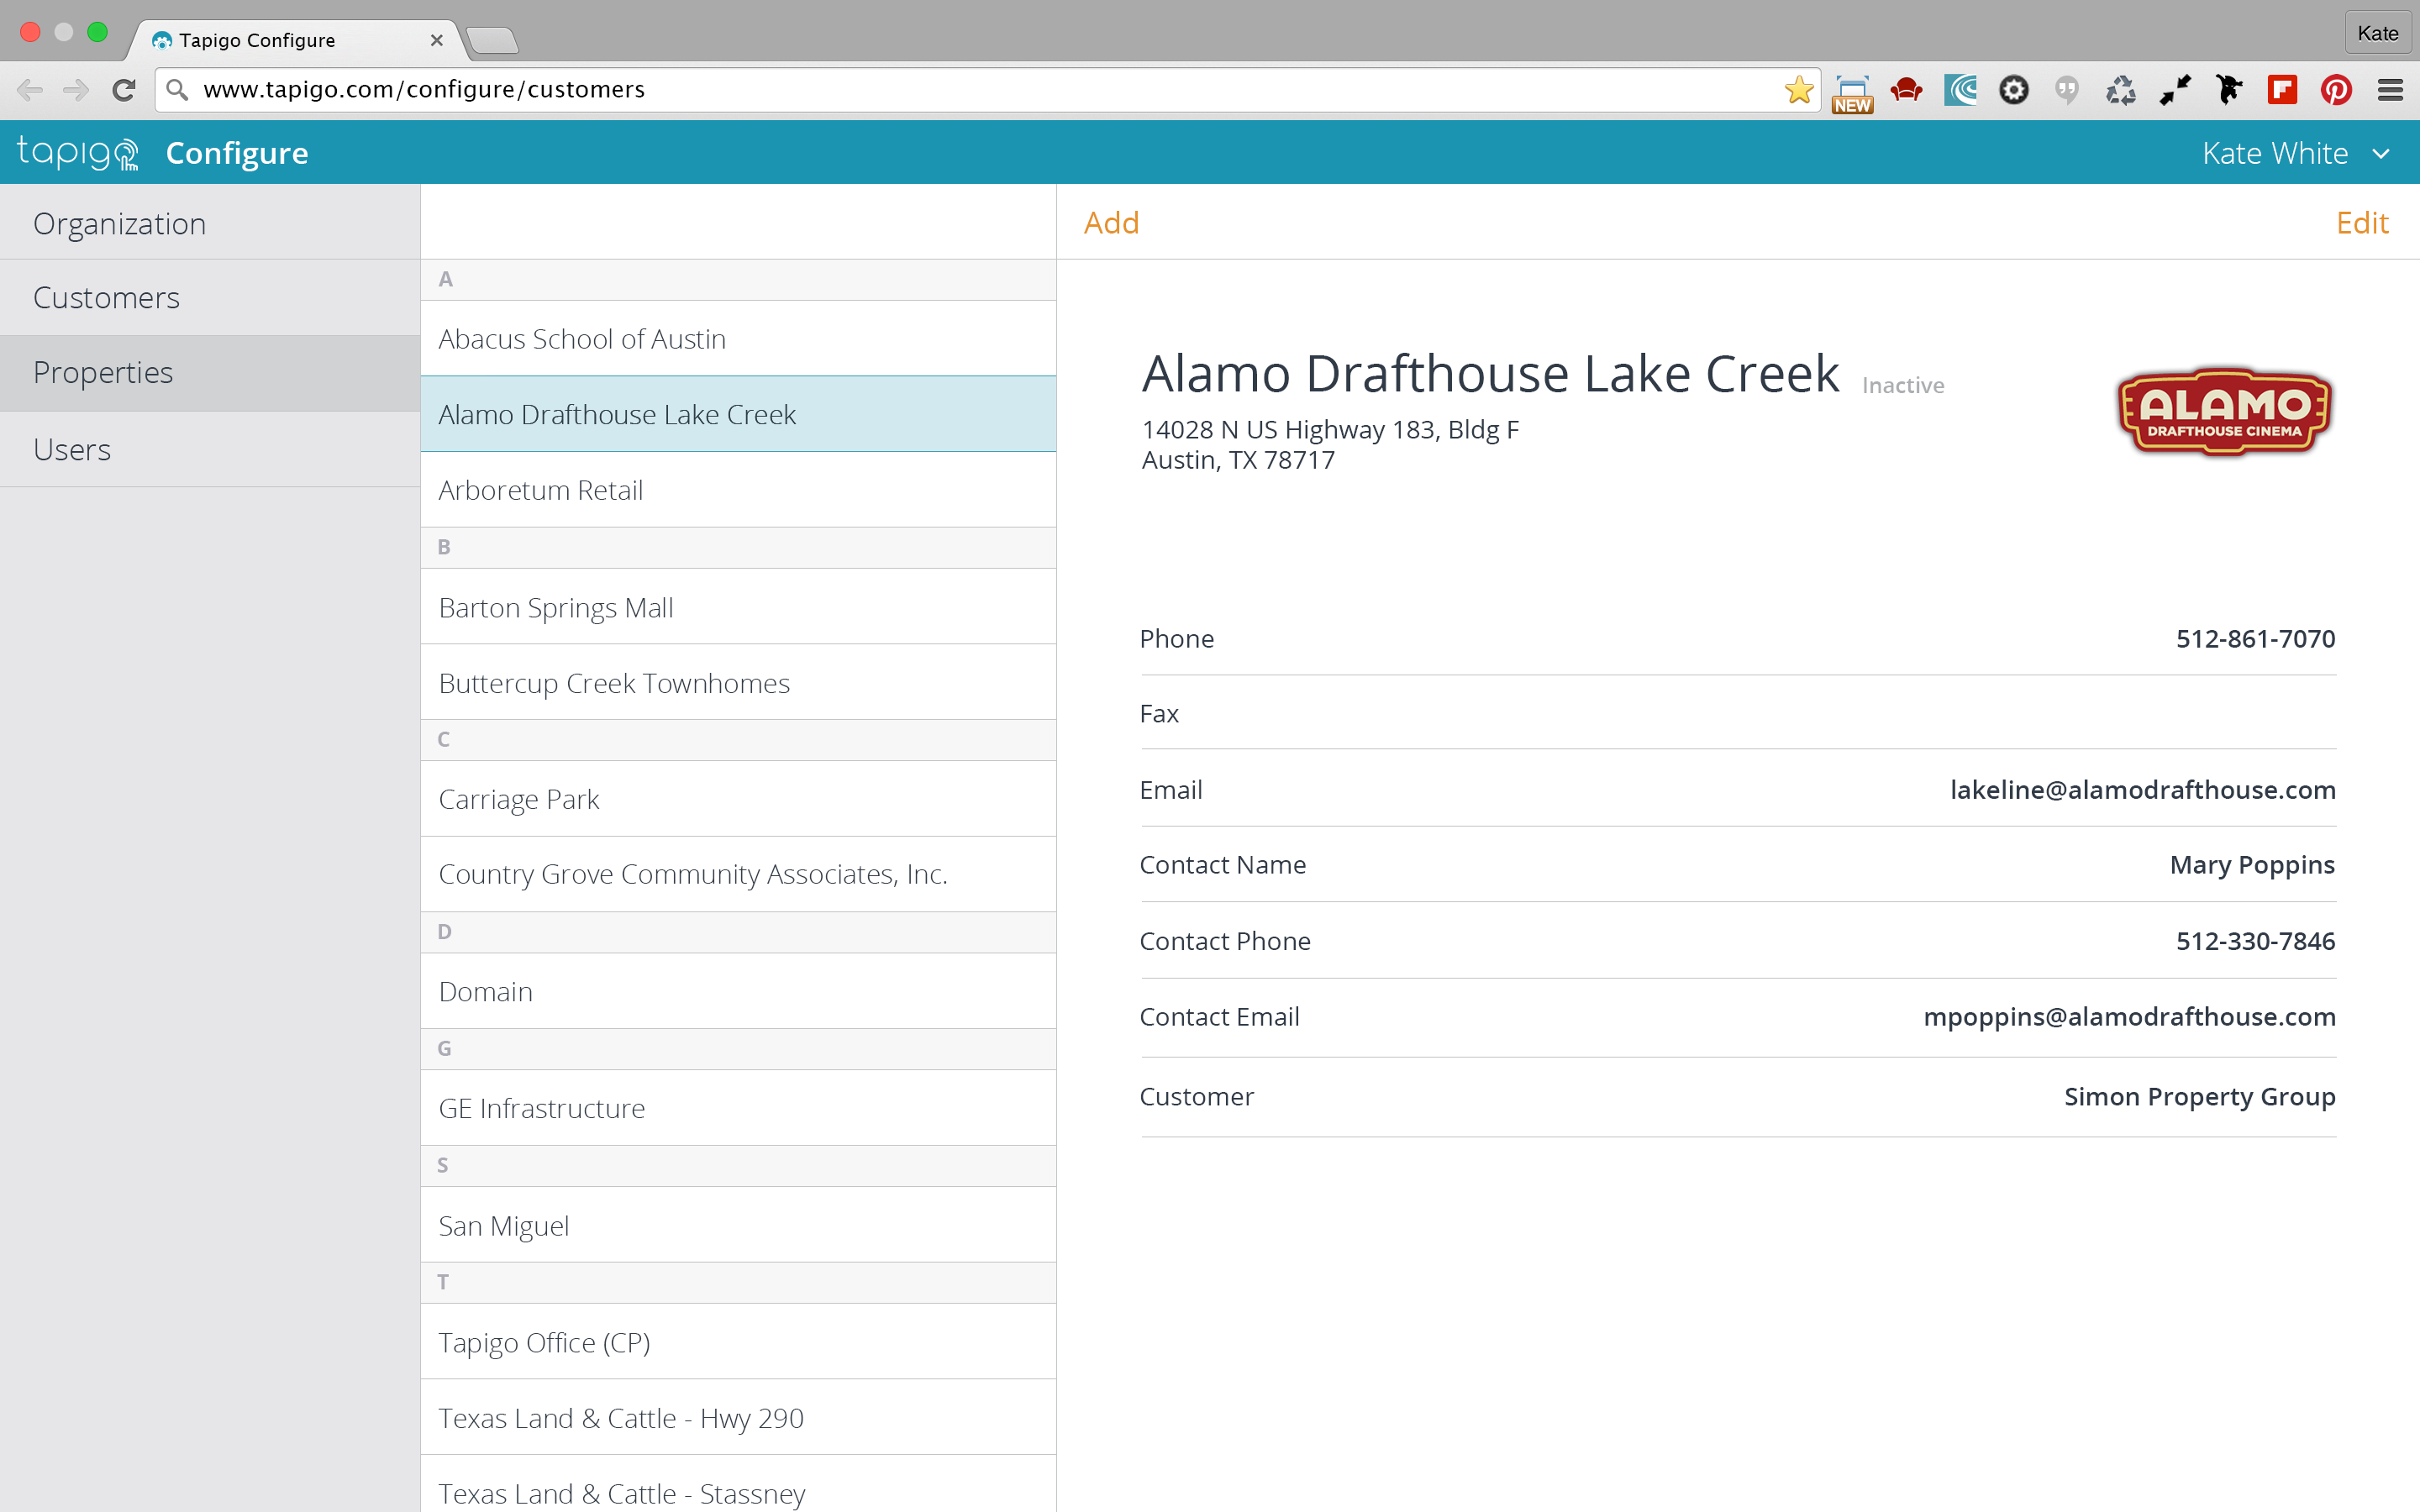 Tapigo Configure
Kate
www.tapigo.com/configure/customers
NEW
tapigo Configure
Kate White
Organization
Customers
Properties
Users
A
Abacus School of Austin
Alamo Drafthouse Lake Creek
Arboretum Retail
B
Barton Springs Mall
Buttercup Creek Townhomes
C
Carriage Park
Country Grove Community Associates, Inc.
D
Domain
G
GE Infrastructure
S
San Miguel
T
Tapigo Office (CP)
Texas Land & Cattle - Hwy 290
Texas Land & Cattle - Stassney
Add
Edit
Alamo Drafthouse Lake Creek Inactive
14028 N US Highway 183, Bldg F
Austin, TX 78717
ALAMO
DRAFTHOUSE CINEMA
Phone 512-861-7070
Fax
Email lakeline@alamodrafthouse.com
Contact Name Mary Poppins
Contact Phone 512-330-7846
Contact Email mpoppins@alamodrafthouse.com
Customer Simon Property Group